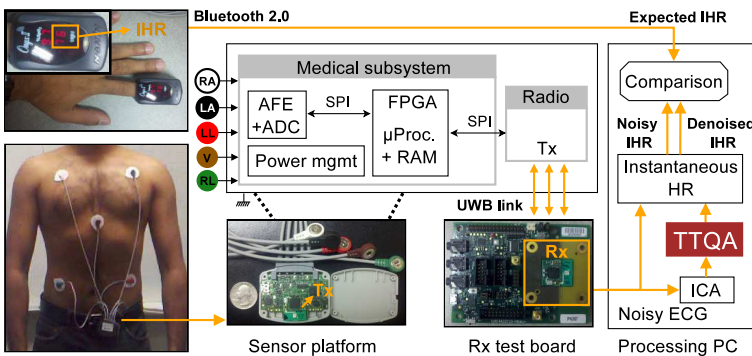 Bluetooth 2.0
Expected IHR
IHR
Medical subsystem
RA
LA
LL
V
RL
AFE
+ADC
SPI
FPGA
μProc.
+ RAM
Power mgmt
SPI
Radio
Tx
UWB link
Comparison
Noisy
IHR
Denoised
IHR
Instantaneous
HR
TTQA
ICA
Noisy ECG
Tx
Rx
Sensor platform
Rx test board
Processing PC